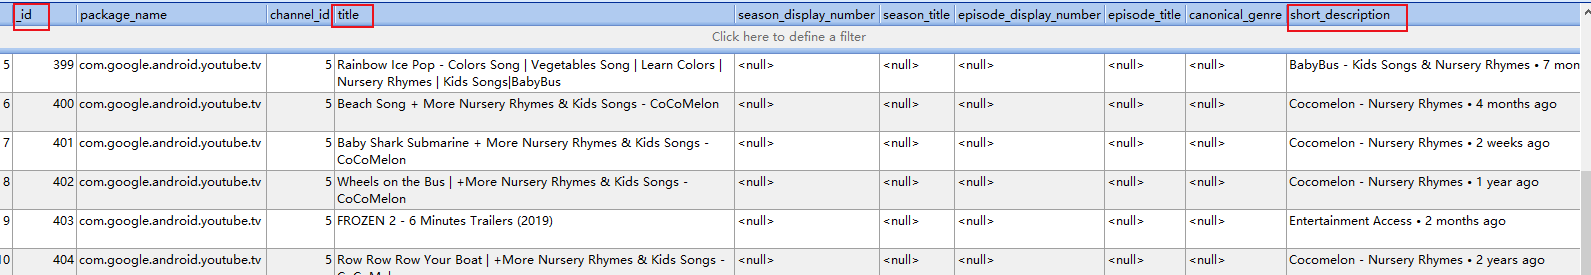 _id package_name channel_id title season_display_number season_title episode_display_number episode_title canonical_genre short_description
Click here to define a filter
5 399 com.google.android.youtube.tv 5 Rainbow Ice Pop - Colors Song | Vegetables Song | Learn Colors | <null> <null> <null> <null> <null> BabyBus - Kids Songs & Nursery Rhymes • 7 mon
Nursery Rhymes | Kids Songs|BabyBus
6 400 com.google.android.youtube.tv 5 Beach Song + More Nursery Rhymes & Kids Songs - CoCoMelon <null> <null> <null> <null> <null> Cocomelon - Nursery Rhymes • 4 months ago
7 401 com.google.android.youtube.tv 5 Baby Shark Submarine + More Nursery Rhymes & Kids Songs - <null> <null> <null> <null> <null> Cocomelon - Nursery Rhymes • 2 weeks ago
CoCoMelon
8 402 com.google.android.youtube.tv 5 Wheels on the Bus | +More Nursery Rhymes & Kids Songs - <null> <null> <null> <null> <null> Cocomelon - Nursery Rhymes • 1 year ago
CoCoMelon
9 403 com.google.android.youtube.tv 5 FROZEN 2 - 6 Minutes Trailers (2019) <null> <null> <null> <null> <null> Entertainment Access • 2 months ago
10 404 com.google.android.youtube.tv 5 Row Row Row Your Boat | +More Nursery Rhymes & Kids Songs - <null> <null> <null> <null> <null> Cocomelon - Nursery Rhymes • 2 years ago
CoCoMelon